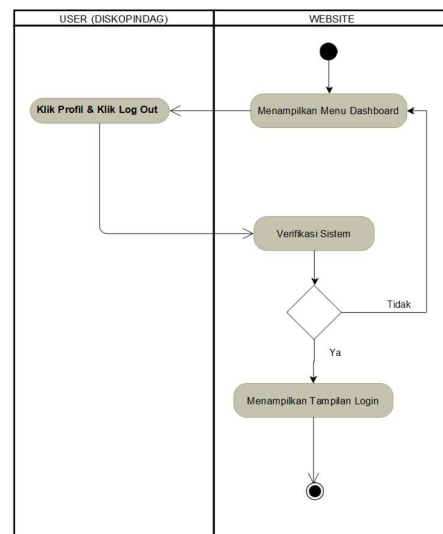 USER (DISKOPINDAG)
WEBSITE
Menampilkan Menu Dashboard
Klik Profil & Klik Log Out
Verifikasi Sistem
Tidak
Ya
Menampilkan Tampilan Login